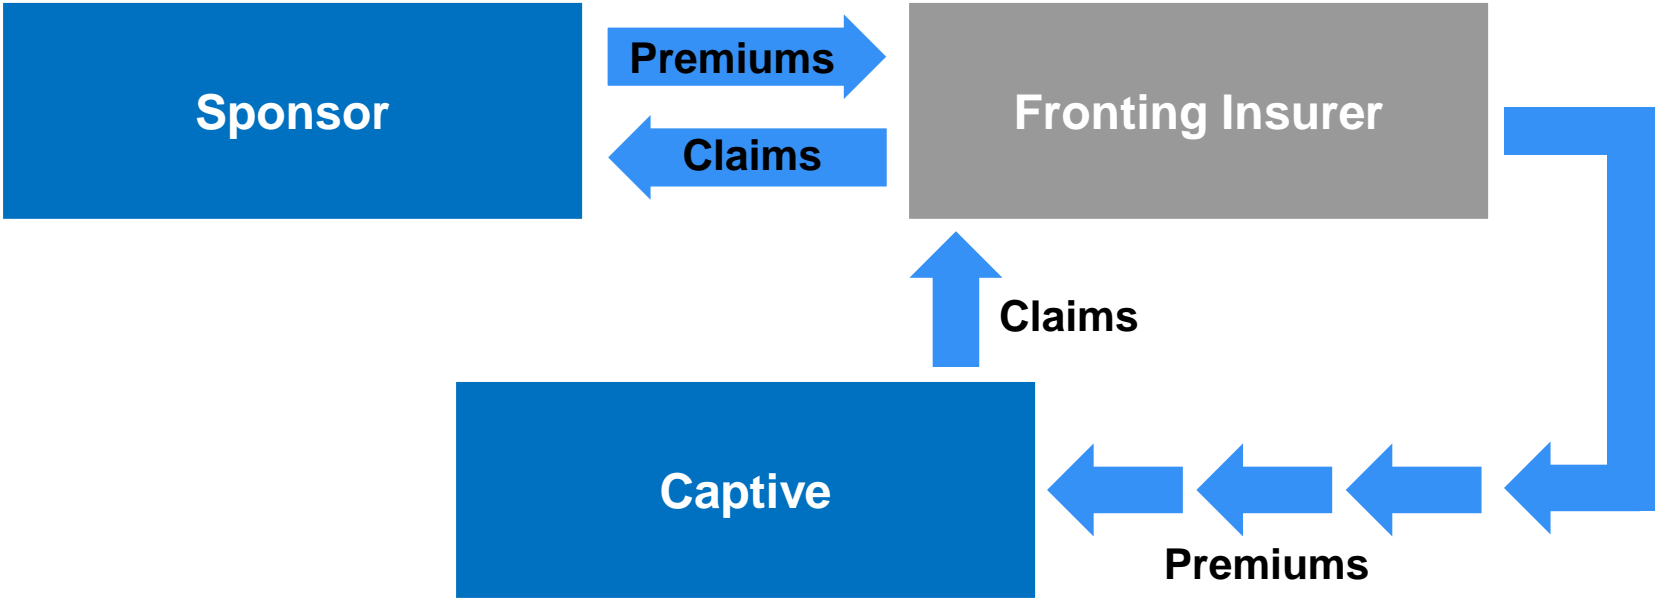 Premiums
Sponsor
Fronting Insurer
Claims
Claims
Captive
Premiums